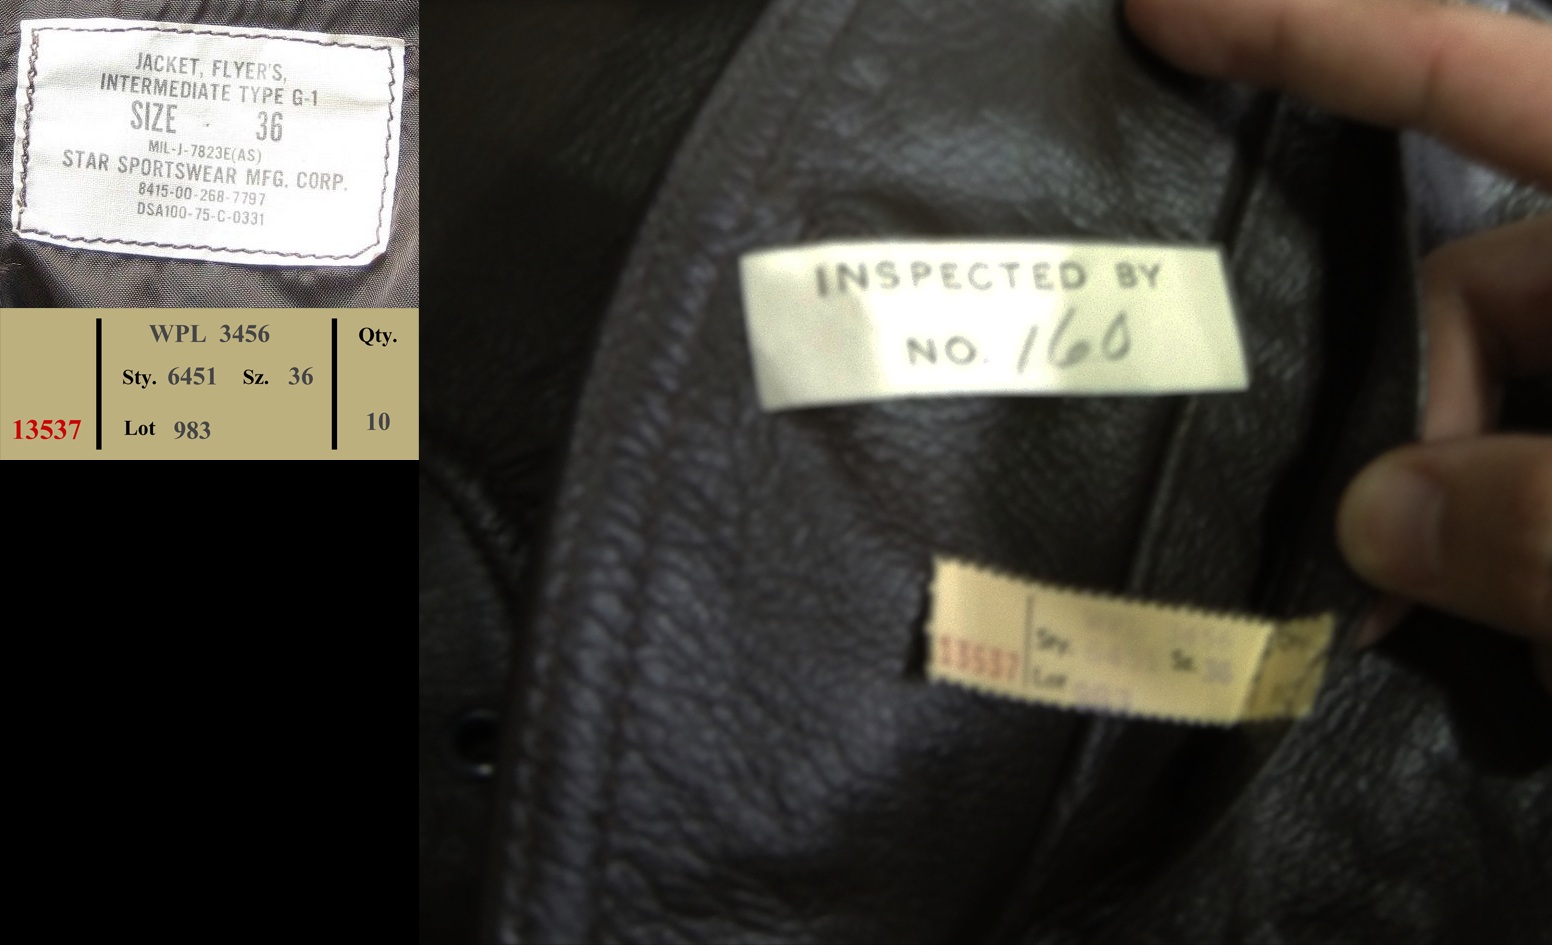 JACKET, FLYER'S,
INTERMEDIATE TYPE G-1
SIZE 36
MIL-J-7823E(AS)
STAR SPORTSWEAR MFG. CORP.
8415-00-268-7797
DSA100-75-C-0331
WPL 3456
Qty.
Sty. 6451 Sz. 36
13537
Lot 983
10
INSPECTED BY
NO. 160
Sty. Sz. 36
13537
Lot